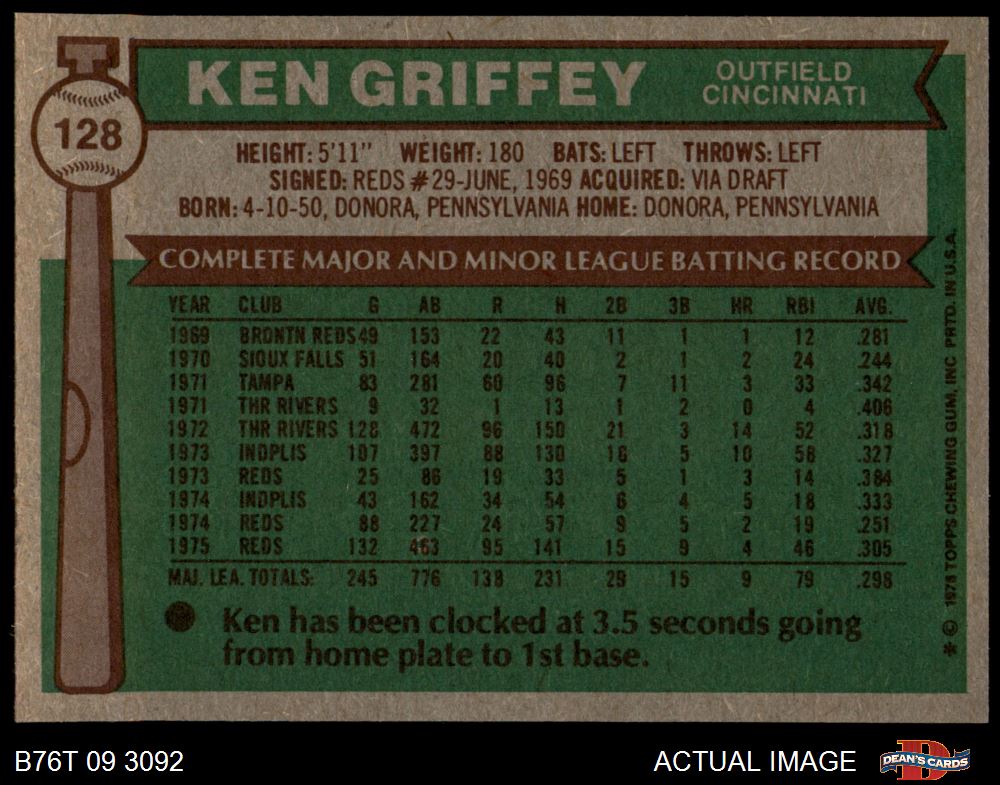 128
KEN GRIFFEY
OUTFIELD
CINCINNATI
HEIGHT: 5'11" WEIGHT: 180 BATS: LEFT THROWS: LEFT
SIGNED: REDS #29-JUNE, 1969 ACQUIRED: VIA DRAFT
BORN: 4-10-50, DONORA, PENNSYLVANIA HOME: DONORA, PENNSYLVANIA
COMPLETE MAJOR AND MINOR LEAGUE BATTING RECORD
YEAR CLUB G AB R H 2B 3B HR RBI AVG.
1969 BRDNTN REDS 49 153 22 43 11 1 1 12 .281
1970 SIOUX FALLS 51 164 20 40 2 1 2 24 .244
1971 TAMPA 83 281 60 96 7 11 3 33 .342
1971 THR RIVERS 9 32 1 13 1 2 0 4 .406
1972 THR RIVERS 128 472 96 150 21 3 14 52 .318
1973 INDPLIS 107 397 88 130 18 5 10 58 .327
1973 REDS 25 86 19 33 5 1 3 14 .384
1974 INDPLIS 43 162 34 54 6 4 5 18 .333
1974 REDS 88 227 24 57 9 5 2 19 .251
1975 REDS 132 463 95 141 15 9 4 46 .305
MAJ. LEA. TOTALS: 245 776 138 231 29 15 9 79 .298
Ken has been clocked at 3.5 seconds going
from home plate to 1st base.
* © 1976 TOPPS CHEWING GUM, INC PRTD. IN U.S.A.
B76T 09 3092
ACTUAL IMAGE
D
DEAN'S CARDS